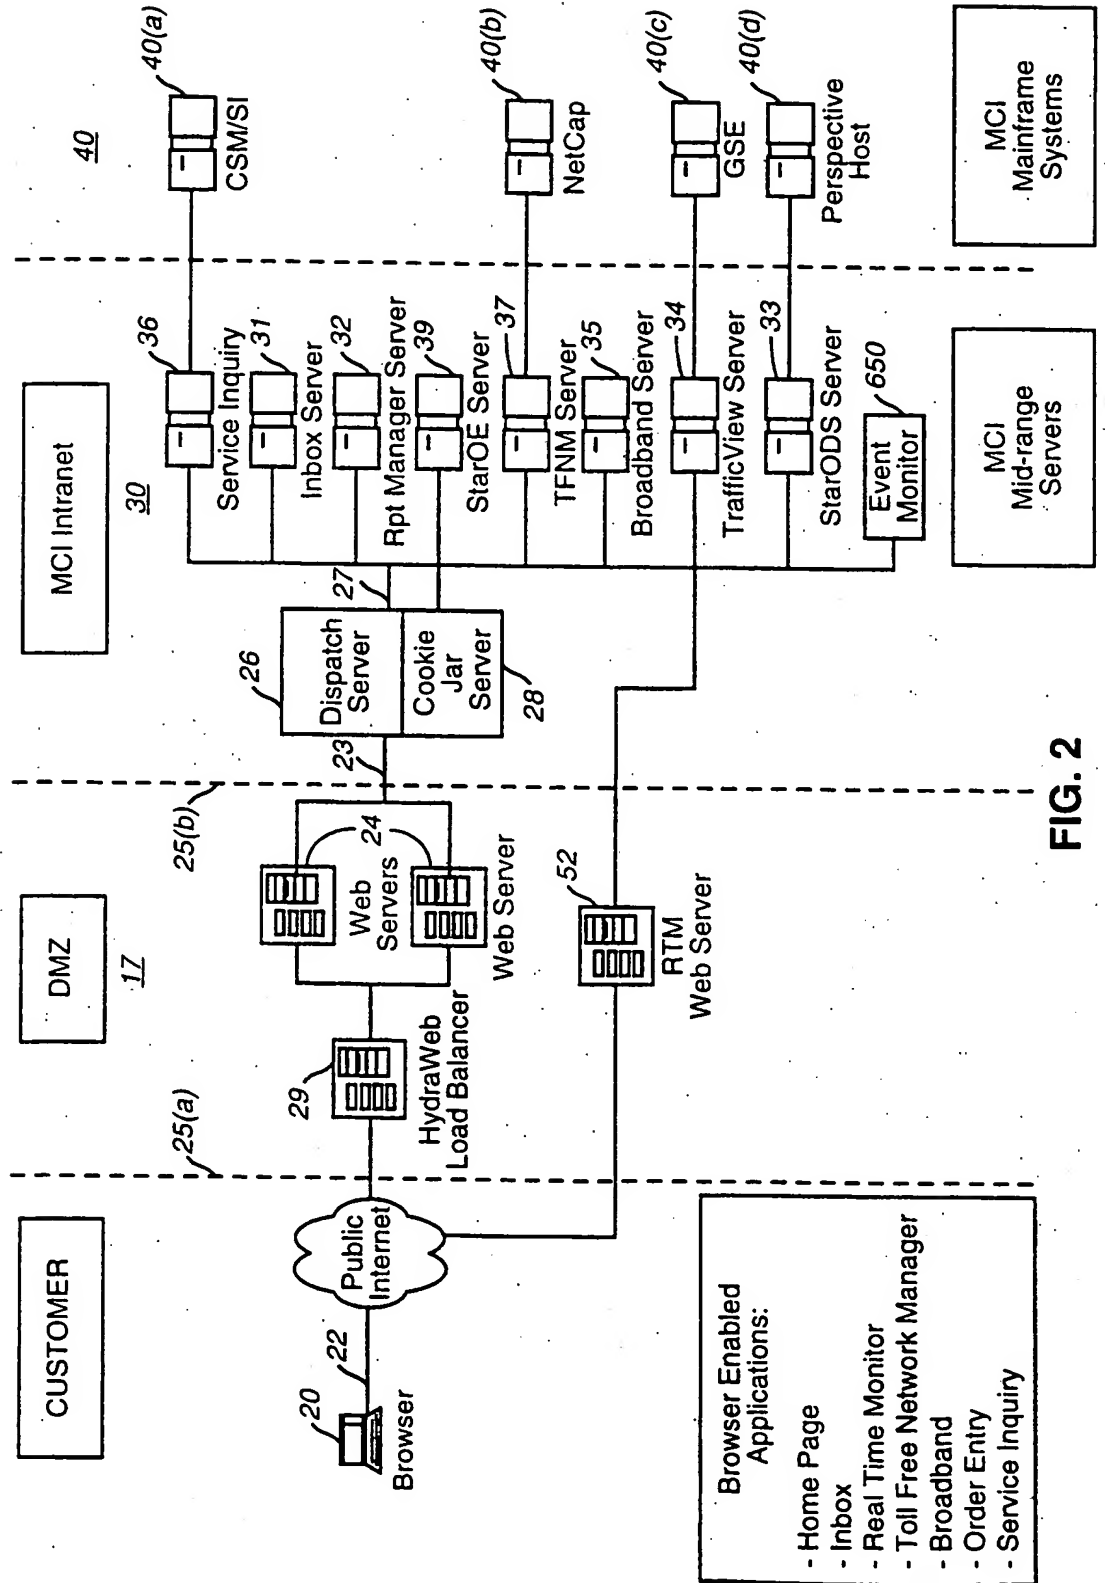 CUSTOMER
DMZ
17
MCI Intranet
30
40
25(a)
25(b)
20
22
Browser
Public
Internet
29
HydraWeb
Load Balancer
24
Web
Servers
Web Server
52
RTM
Web Server
23
26
Dispatch
Server
Cookie
Jar
Server
28
27
36
Service Inquiry
31
Inbox Server
32
Rpt Manager Server
39
StarOE Server
37
TFNM Server
35
Broadband Server
34
TrafficView Server
33
StarODS Server
650
Event
Monitor
40(a)
CSM/SI
40(b)
NetCap
40(c)
GSE
40(d)
Perspective
Host
Browser Enabled
Applications:
- Home Page
- Inbox
- Real Time Monitor
- Toll Free Network Manager
- Broadband
- Order Entry
- Service Inquiry
MCI
Mid-range
Servers
MCI
Mainframe
Systems
FIG. 2